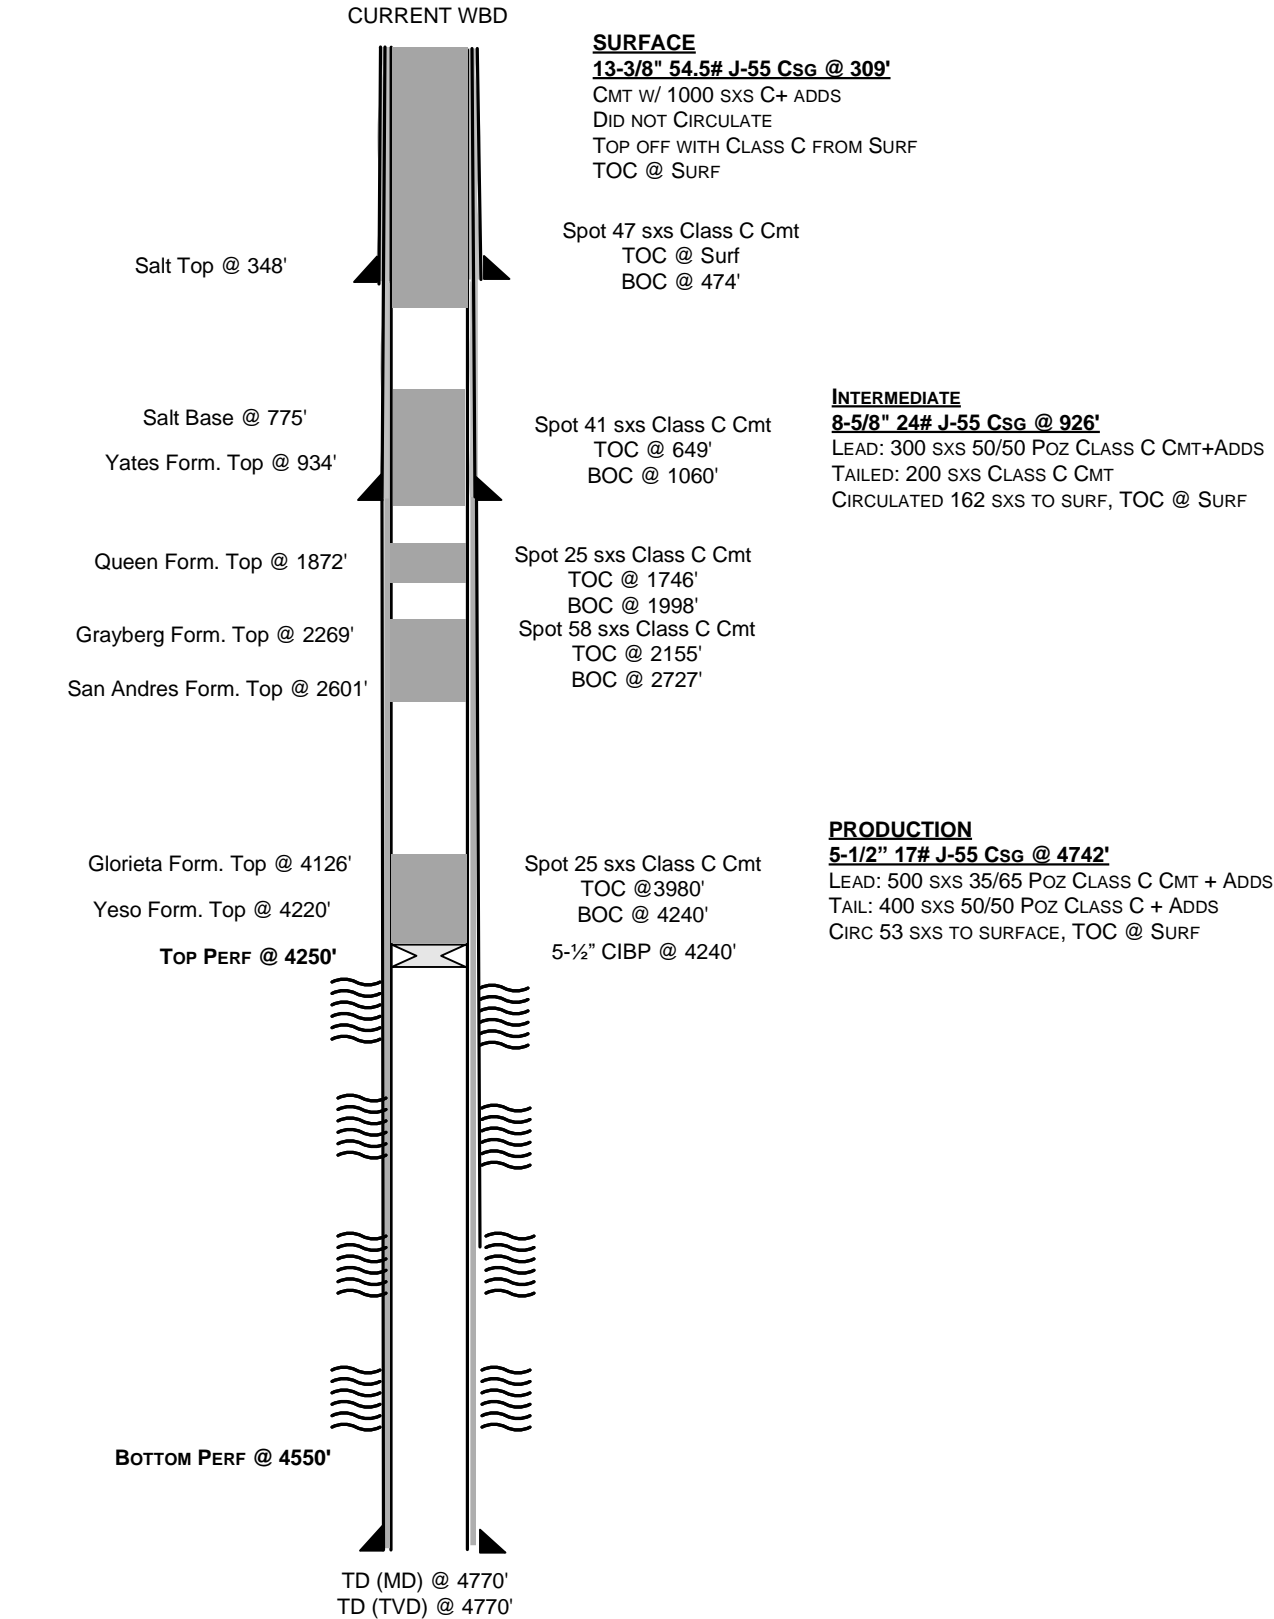 CURRENT WBD
SURFACE
13-3/8" 54.5# J-55 CSG @ 309'
CMT W/ 1000 SXS C+ ADDS
DID NOT CIRCULATE
TOP OFF WITH CLASS C FROM SURF
TOC @ SURF
Salt Top @ 348'
Spot 47 sxs Class C Cmt
TOC @ Surf
BOC @ 474'
Salt Base @ 775'
Yates Form. Top @ 934'
Spot 41 sxs Class C Cmt
TOC @ 649'
BOC @ 1060'
INTERMEDIATE
8-5/8" 24# J-55 CSG @ 926'
LEAD: 300 SXS 50/50 POZ CLASS C CMT+ADDS
TAILED: 200 SXS CLASS C CMT
CIRCULATED 162 SXS TO SURF, TOC @ SURF
Queen Form. Top @ 1872'
Spot 25 sxs Class C Cmt
TOC @ 1746'
BOC @ 1998'
Grayberg Form. Top @ 2269'
San Andres Form. Top @ 2601'
Spot 58 sxs Class C Cmt
TOC @ 2155'
BOC @ 2727'
Glorieta Form. Top @ 4126'
Yeso Form. Top @ 4220'
TOP PERF @ 4250'
Spot 25 sxs Class C Cmt
TOC @3980'
BOC @ 4240'
5-½” CIBP @ 4240'
PRODUCTION
5-1/2” 17# J-55 CSG @ 4742'
LEAD: 500 SXS 35/65 POZ CLASS C CMT + ADDS
TAIL: 400 SXS 50/50 POZ CLASS C + ADDS
CIRC 53 SXS TO SURFACE, TOC @ SURF
BOTTOM PERF @ 4550'
TD (MD) @ 4770'
TD (TVD) @ 4770'